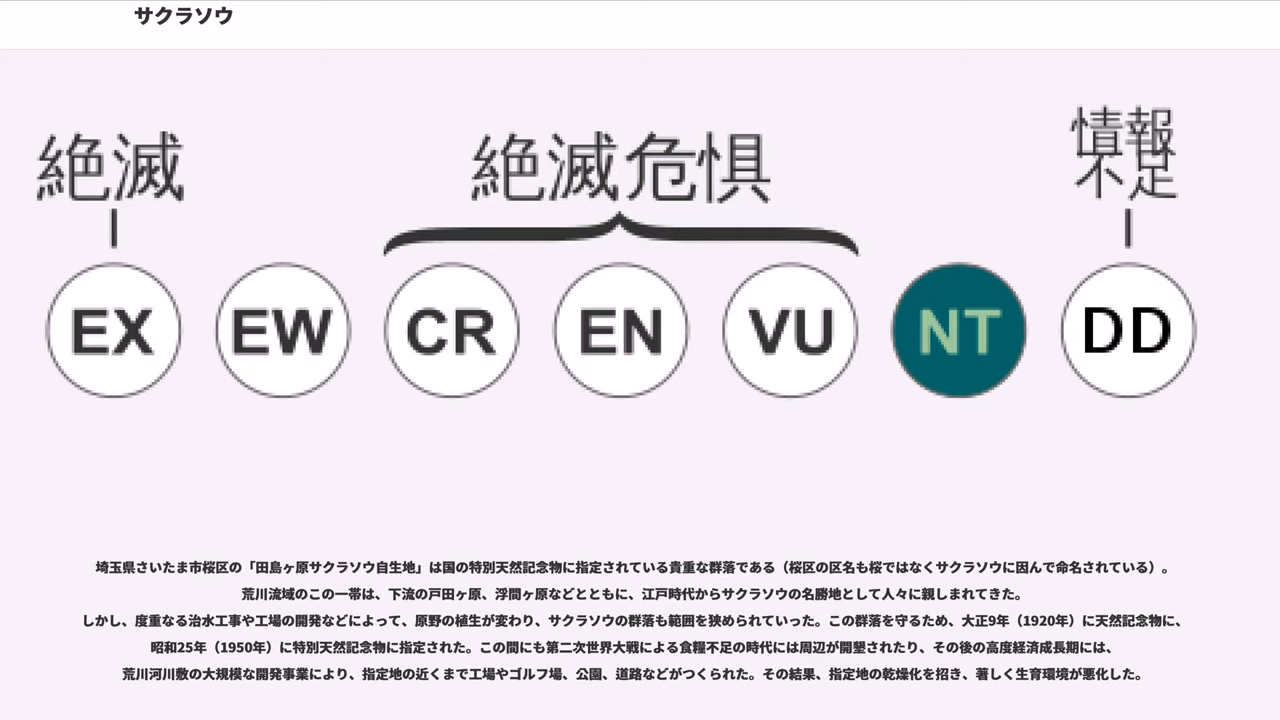 サクラソウ
絶滅
絶滅危惧
情報
不足
EX EW CR EN VU NT DD
埼玉県さいたま市桜区の「田島ヶ原サクラソウ自生地」は国の特別天然記念物に指定されている貴重な群落である（桜区の区名も桜ではなくサクラソウに因んで命名されている）。
荒川流域のこの一帯は、下流の戸田ヶ原、浮間ヶ原などとともに、江戸時代からサクラソウの名勝地として人々に親しまれてきた。
しかし、度重なる治水工事や工場の開発などによって、原野の植生が変わり、サクラソウの群落も範囲を狭められていった。この群落を守るため、大正9年（1920年）に天然記念物に、
昭和25年（1950年）に特別天然記念物に指定された。この間にも第二次世界大戦による食糧不足の時代には周辺が開墾されたり、その後の高度経済成長期には、
荒川河川敷の大規模な開発事業により、指定地の近くまで工場やゴルフ場、公園、道路などがつくられた。その結果、指定地の乾燥化を招き、著しく生育環境が悪化した。